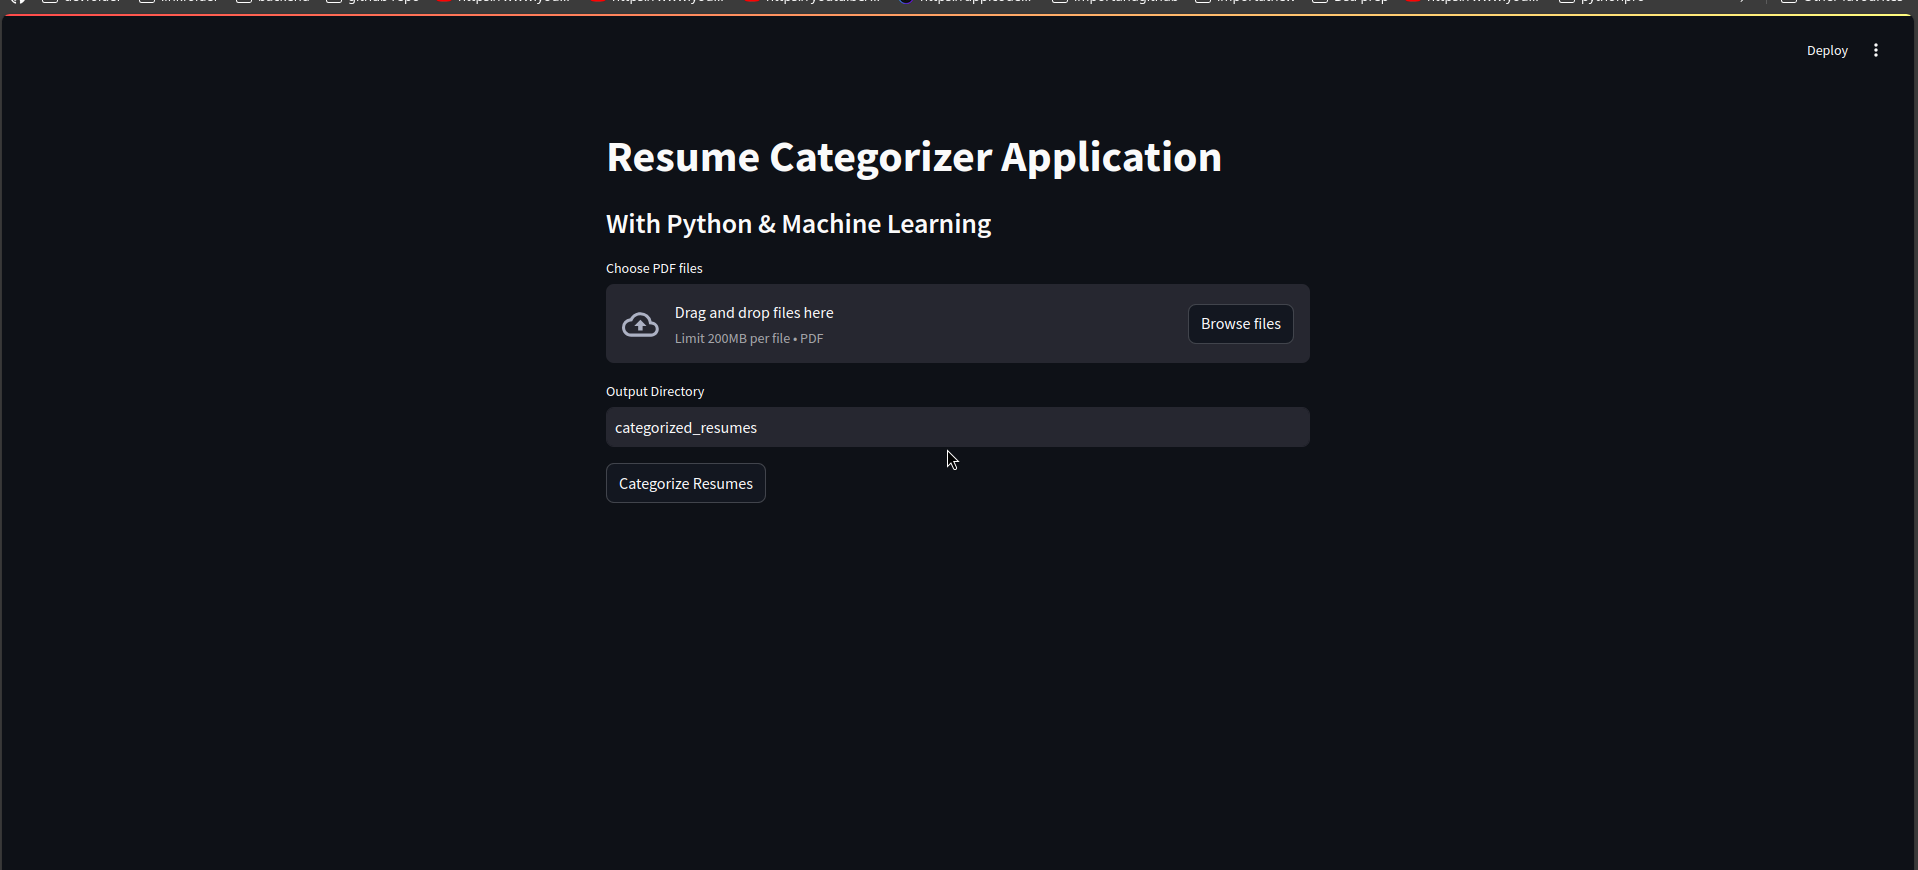 Deploy
Resume Categorizer Application
With Python & Machine Learning
Choose PDF files
Drag and drop files here
Limit 200MB per file • PDF
Browse files
Output Directory
categorized_resumes
Categorize Resumes